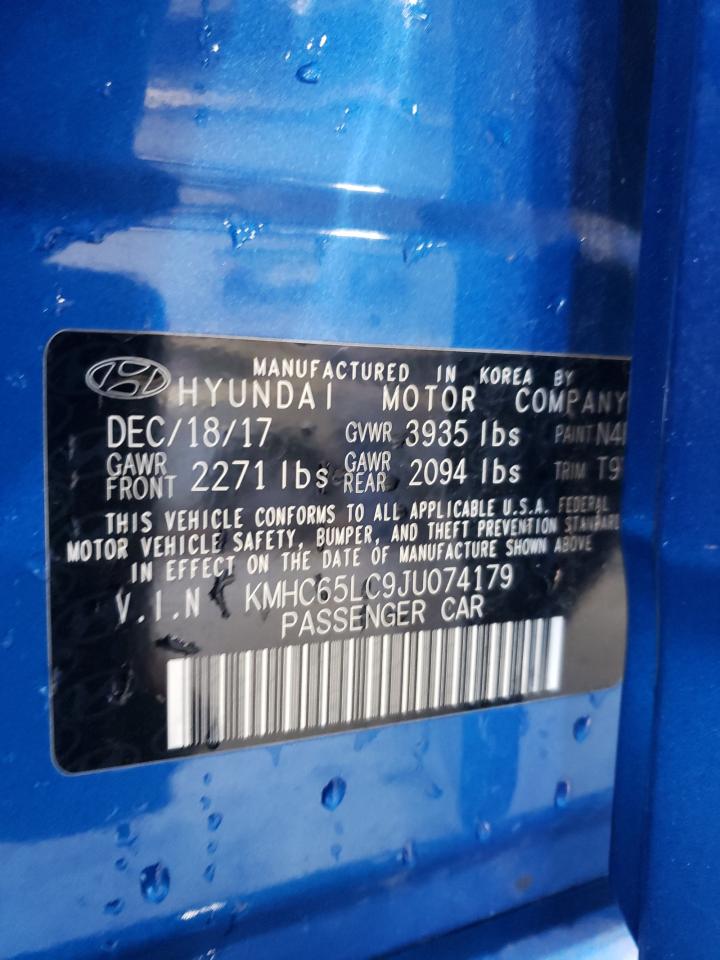 MANUFACTURED IN KOREA BY
HYUNDAI MOTOR COMPANY
DEC/18/17 GVWR 3935 lbs PAINT
GAWR FRONT 2271 lbs GAWR REAR 2094 lbs TRIM
THIS VEHICLE CONFORMS TO ALL APPLICABLE U.S.A. FEDERAL
MOTOR VEHICLE SAFETY, BUMPER, AND THEFT PREVENTION STANDARDS
IN EFFECT ON THE DATE OF MANUFACTURE SHOWN ABOVE
V.I.N KMHC65LC9JU074179
PASSENGER CAR